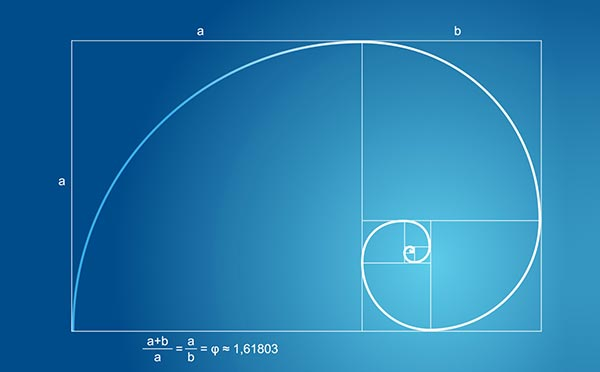 a b
a
a+b/a = a/b = φ ≈ 1,61803